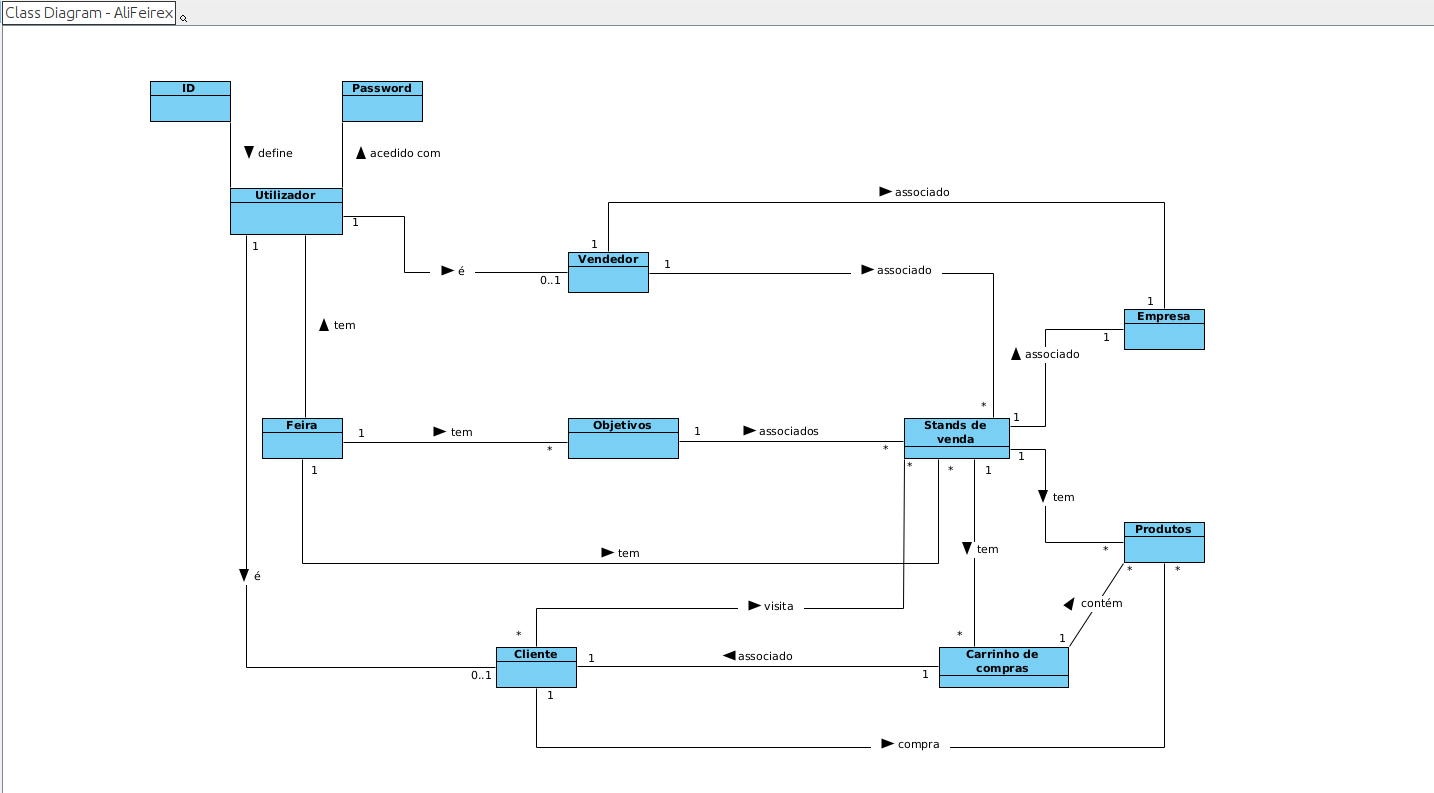 Class Diagram - AliFeirex
ID
Password
define
acedido com
Utilizador
associado
1
1
1
Vendedor
1
é
associado
0..1
1
Empresa
1
tem
associado
*
1
Feira
Objetivos
Stands de
venda
1
tem
1
associados
*
*
1
1
*
*
1
tem
Produtos
tem
tem
*
*
*
é
contém
visita
*
*
1
Cliente
Carrinho de
compras
1
associado
1
0..1
1
compra